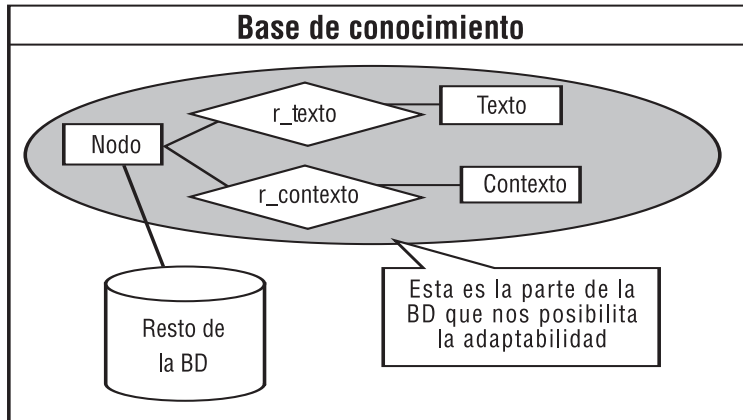 Base de conocimiento
r_texto
Texto
Nodo
r_contexto
Contexto
Resto de
la BD
Esta es la parte de la
BD que nos posibilita
la adaptabilidad